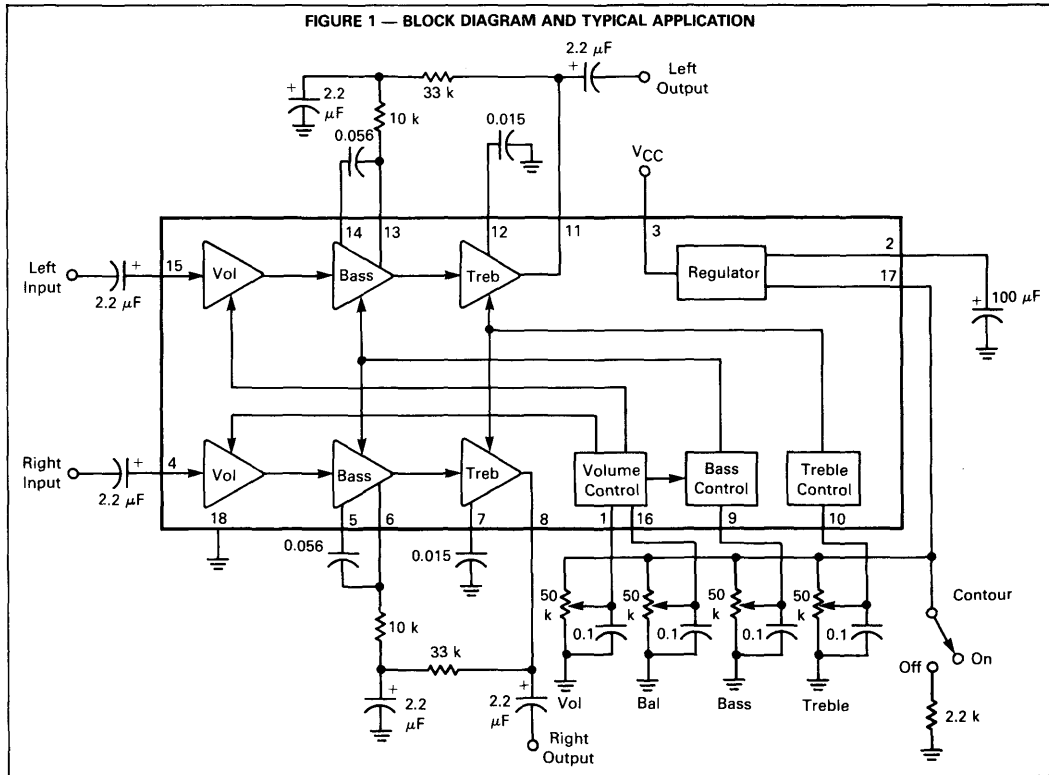 FIGURE 1 — BLOCK DIAGRAM AND TYPICAL APPLICATION
2.2 µF
+
Left
Output
+
2.2
µF
33 k
10 k
0.056
0.015
VCC
14
13
12
11
3
2
17
Left
Input
+
2.2 µF
15
Vol
Bass
Treb
Regulator
+
100 µF
Right
Input
+
2.2 µF
4
Vol
Bass
Treb
Volume
Control
Bass
Control
Treble
Control
18
5
6
7
8
1
16
9
10
0.056
0.015
50
k
0.1
50
k
0.1
50
k
0.1
50
k
0.1
Contour
On
Off
10 k
33 k
+
2.2
µF
2.2
µF
+
Right
Output
Vol
Bal
Bass
Treble
2.2 k